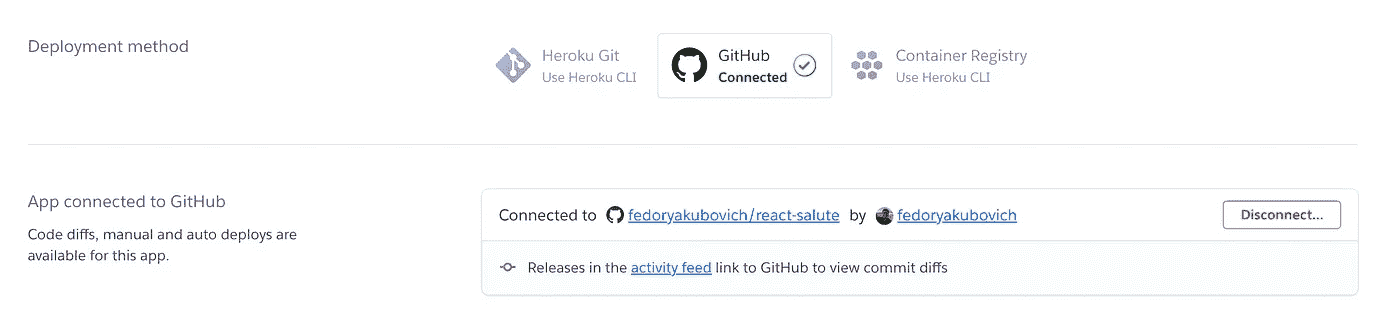 Deployment method
Heroku Git
Use Heroku CLI
GitHub
Connected
Container Registry
Use Heroku CLI
App connected to GitHub
Code diffs, manual and auto deploys are
available for this app.
Connected to fedoryakubovich/react-salute by fedoryakubovich
Disconnect...
Releases in the activity feed link to GitHub to view commit diffs